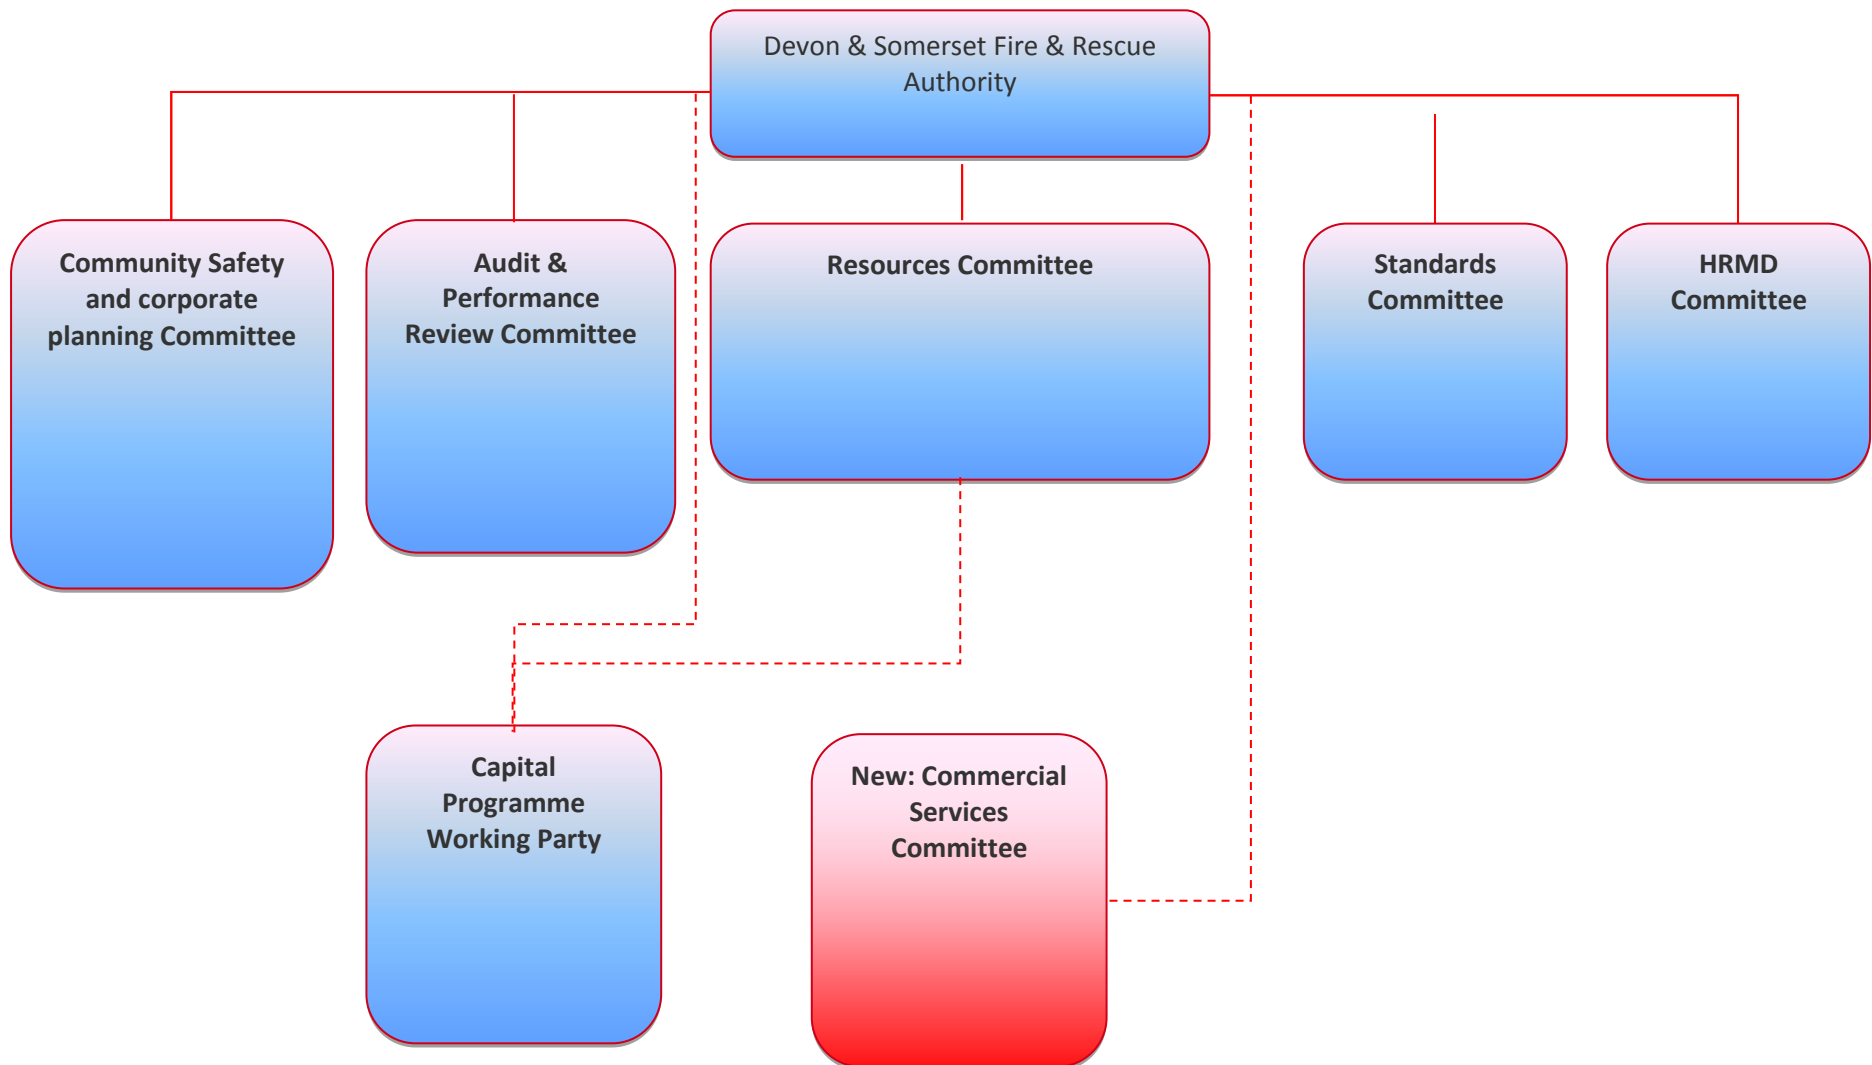 Devon & Somerset Fire & Rescue
Authority
Community Safety
and corporate
planning Committee
Audit &
Performance
Review Committee
Resources Committee
Standards
Committee
HRMD
Committee
Capital
Programme
Working Party
New: Commercial
Services
Committee